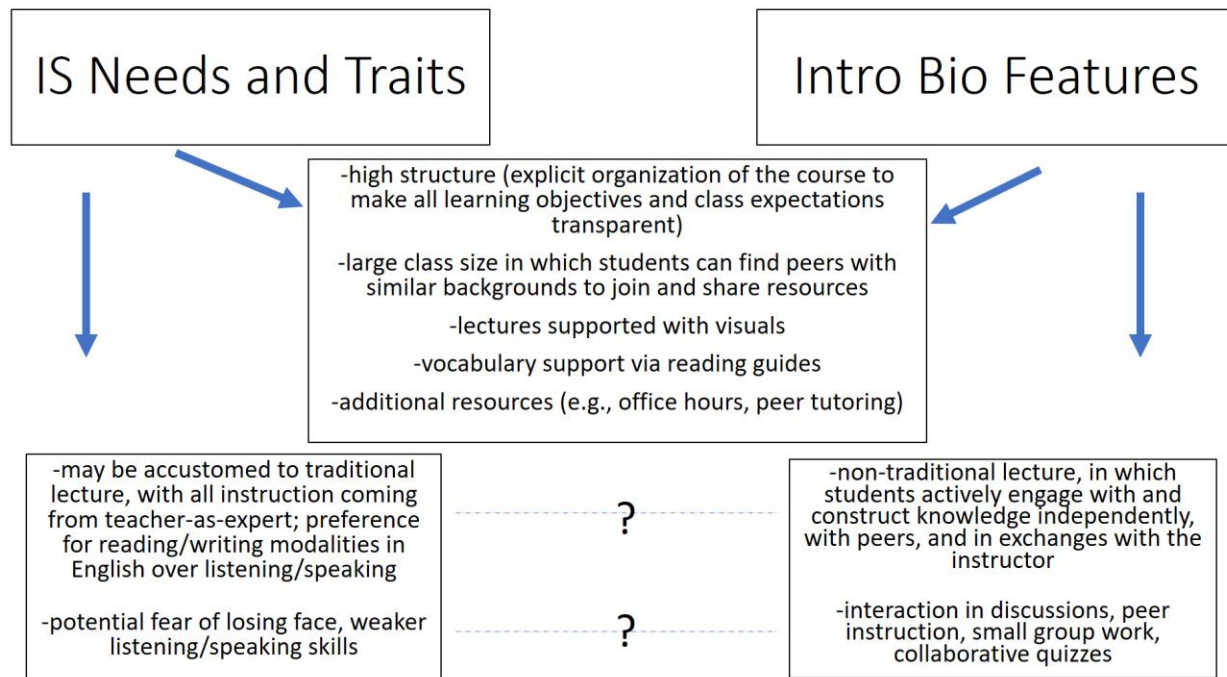 IS Needs and Traits
Intro Bio Features
-high structure (explicit organization of the course to
make all learning objectives and class expectations
transparent)
-large class size in which students can find peers with
similar backgrounds to join and share resources
-lectures supported with visuals
-vocabulary support via reading guides
-additional resources (e.g., office hours, peer tutoring)
-may be accustomed to traditional
lecture, with all instruction coming
from teacher-as-expert; preference
for reading/writing modalities in
English over listening/speaking
-potential fear of losing face, weaker
listening/speaking skills
?
?
-non-traditional lecture, in which
students actively engage with and
construct knowledge independently,
with peers, and in exchanges with the
instructor
-interaction in discussions, peer
instruction, small group work,
collaborative quizzes